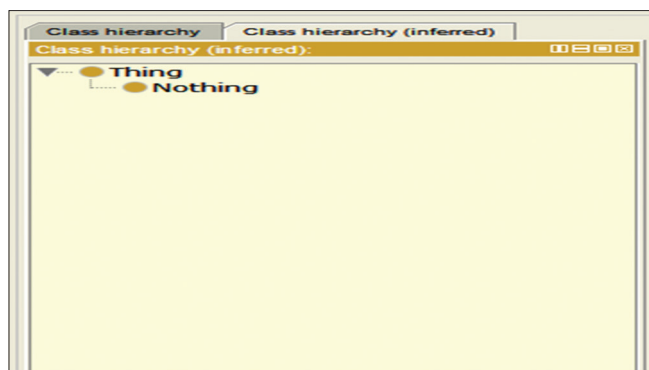 Class hierarchy Class hierarchy (inferred)
Class hierarchy (inferred):
Thing
Nothing